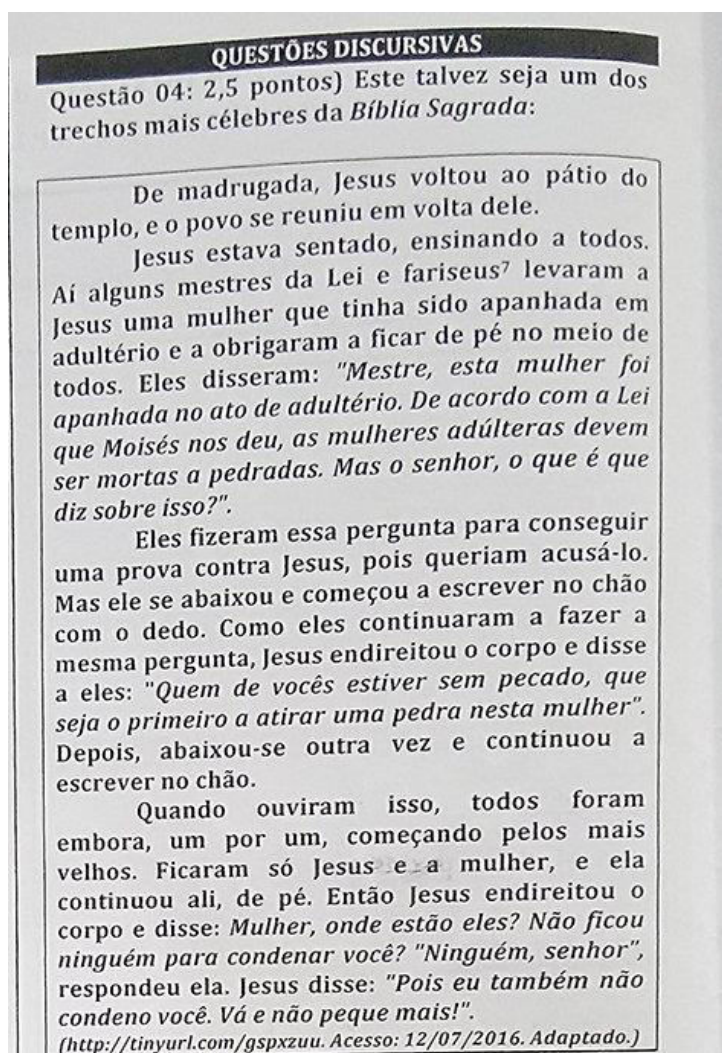 QUESTÕES DISCURSIVAS
Questão 04: 2,5 pontos) Este talvez seja um dos
trechos mais célebres da Bíblia Sagrada:
De madrugada, Jesus voltou ao pátio do
templo, e o povo se reuniu em volta dele.
Jesus estava sentado, ensinando a todos.
Aí alguns mestres da Lei e fariseus⁷ levaram a
Jesus uma mulher que tinha sido apanhada em
adultério e a obrigaram a ficar de pé no meio de
todos. Eles disseram: "Mestre, esta mulher foi
apanhada no ato de adultério. De acordo com a Lei
que Moisés nos deu, as mulheres adúlteras devem
ser mortas a pedradas. Mas o senhor, o que é que
diz sobre isso?".
Eles fizeram essa pergunta para conseguir
uma prova contra Jesus, pois queriam acusá-lo.
Mas ele se abaixou e começou a escrever no chão
com o dedo. Como eles continuaram a fazer a
mesma pergunta, Jesus endireitou o corpo e disse
a eles: "Quem de vocês estiver sem pecado, que
seja o primeiro a atirar uma pedra nesta mulher".
Depois, abaixou-se outra vez e continuou a
escrever no chão.
Quando ouviram isso, todos foram
embora, um por um, começando pelos mais
velhos. Ficaram só Jesus e a mulher, e ela
continuou ali, de pé. Então Jesus endireitou o
corpo e disse: Mulher, onde estão eles? Não ficou
ninguém para condenar você? "Ninguém, senhor",
respondeu ela. Jesus disse: "Pois eu também não
condeno você. Vá e não peque mais!".
(http://tinyurl.com/gspxzuu. Acesso: 12/07/2016. Adaptado.)